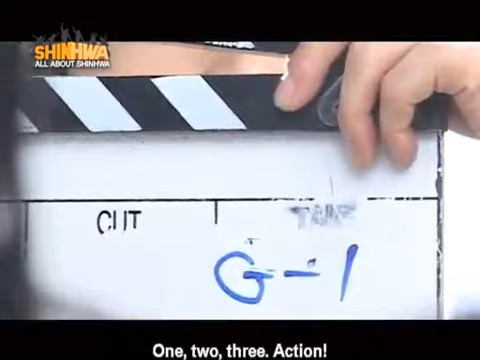 SHINHWA
ALL ABOUT SHINHWA
CUT
TAKE
G-1
One, two, three. Action!